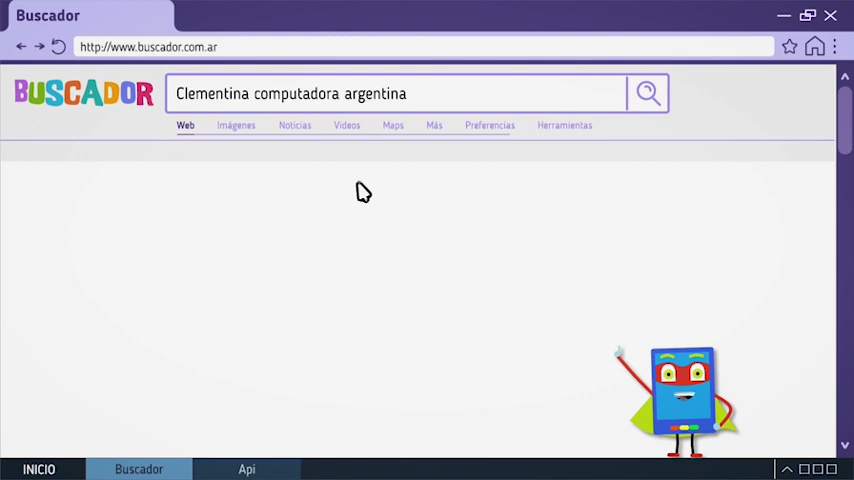 Buscador
http://www.buscador.com.ar
BUSCADOR
Clementina computadora argentina
Web Imágenes Noticias Videos Maps Más Preferencias Herramientas
INICIO Buscador Api